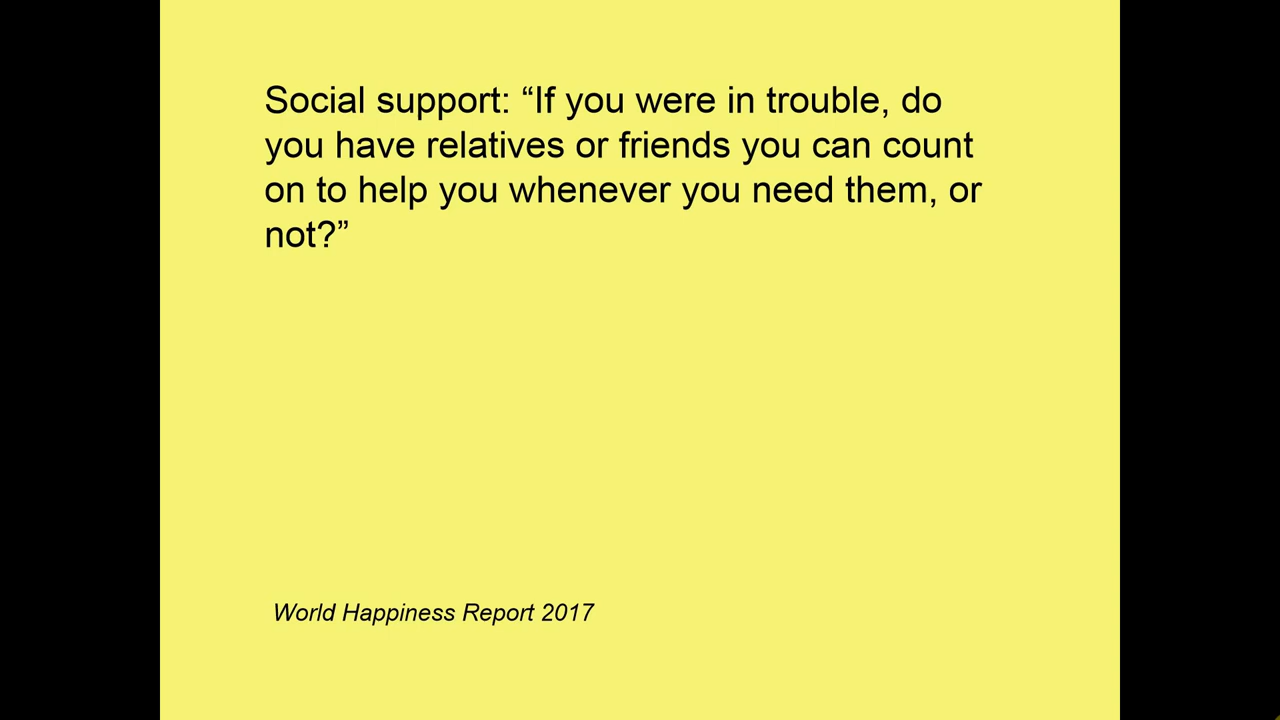 Social support: “If you were in trouble, do
you have relatives or friends you can count
on to help you whenever you need them, or
not?”
World Happiness Report 2017